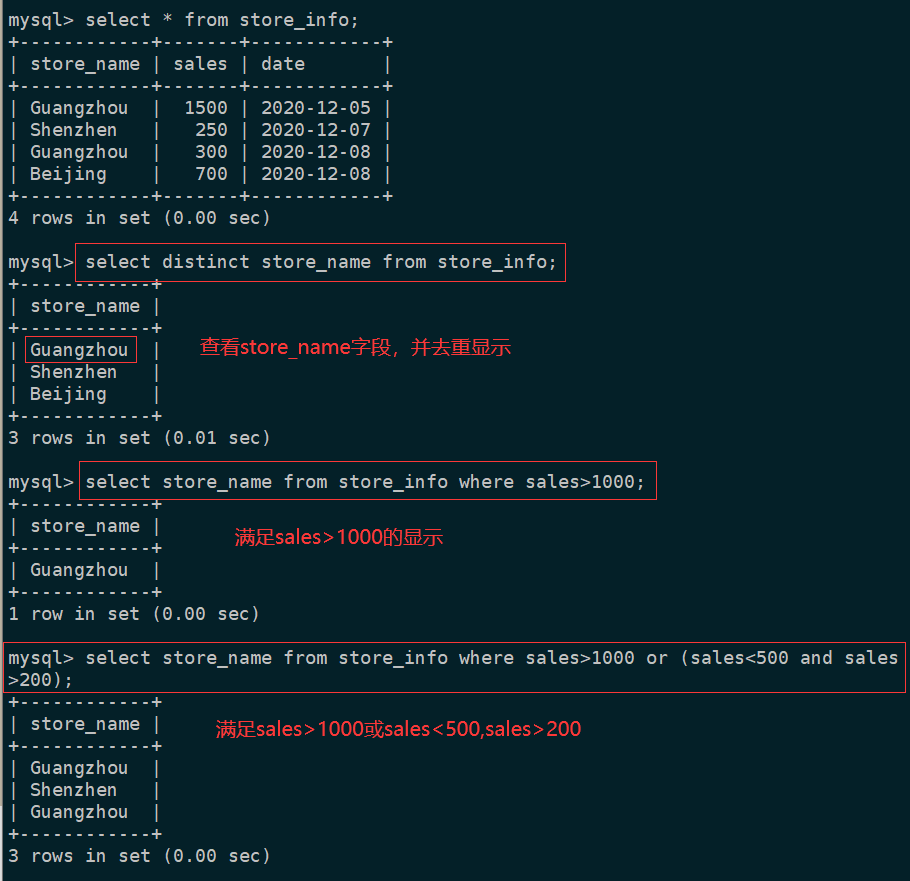 mysql> select * from store_info;
+------------+-------+------------+
| store_name | sales | date       |
+------------+-------+------------+
| Guangzhou  |  1500 | 2020-12-05 |
| Shenzhen   |   250 | 2020-12-07 |
| Guangzhou  |   300 | 2020-12-08 |
| Beijing    |   700 | 2020-12-08 |
+------------+-------+------------+
4 rows in set (0.00 sec)
mysql> select distinct store_name from store_info;
+------------+
| store_name |
+------------+
| Guangzhou  |
查看store_name字段，并去重显示
| Shenzhen   |
| Beijing    |
+------------+
3 rows in set (0.01 sec)
mysql> select store_name from store_info where sales>1000;
+------------+
| store_name |
满足sales>1000的显示
+------------+
| Guangzhou  |
+------------+
1 row in set (0.00 sec)
mysql> select store_name from store_info where sales>1000 or (sales<500 and sales
>200);
+------------+
| store_name |
满足sales>1000或sales<500,sales>200
+------------+
| Guangzhou  |
| Shenzhen   |
| Guangzhou  |
+------------+
3 rows in set (0.00 sec)